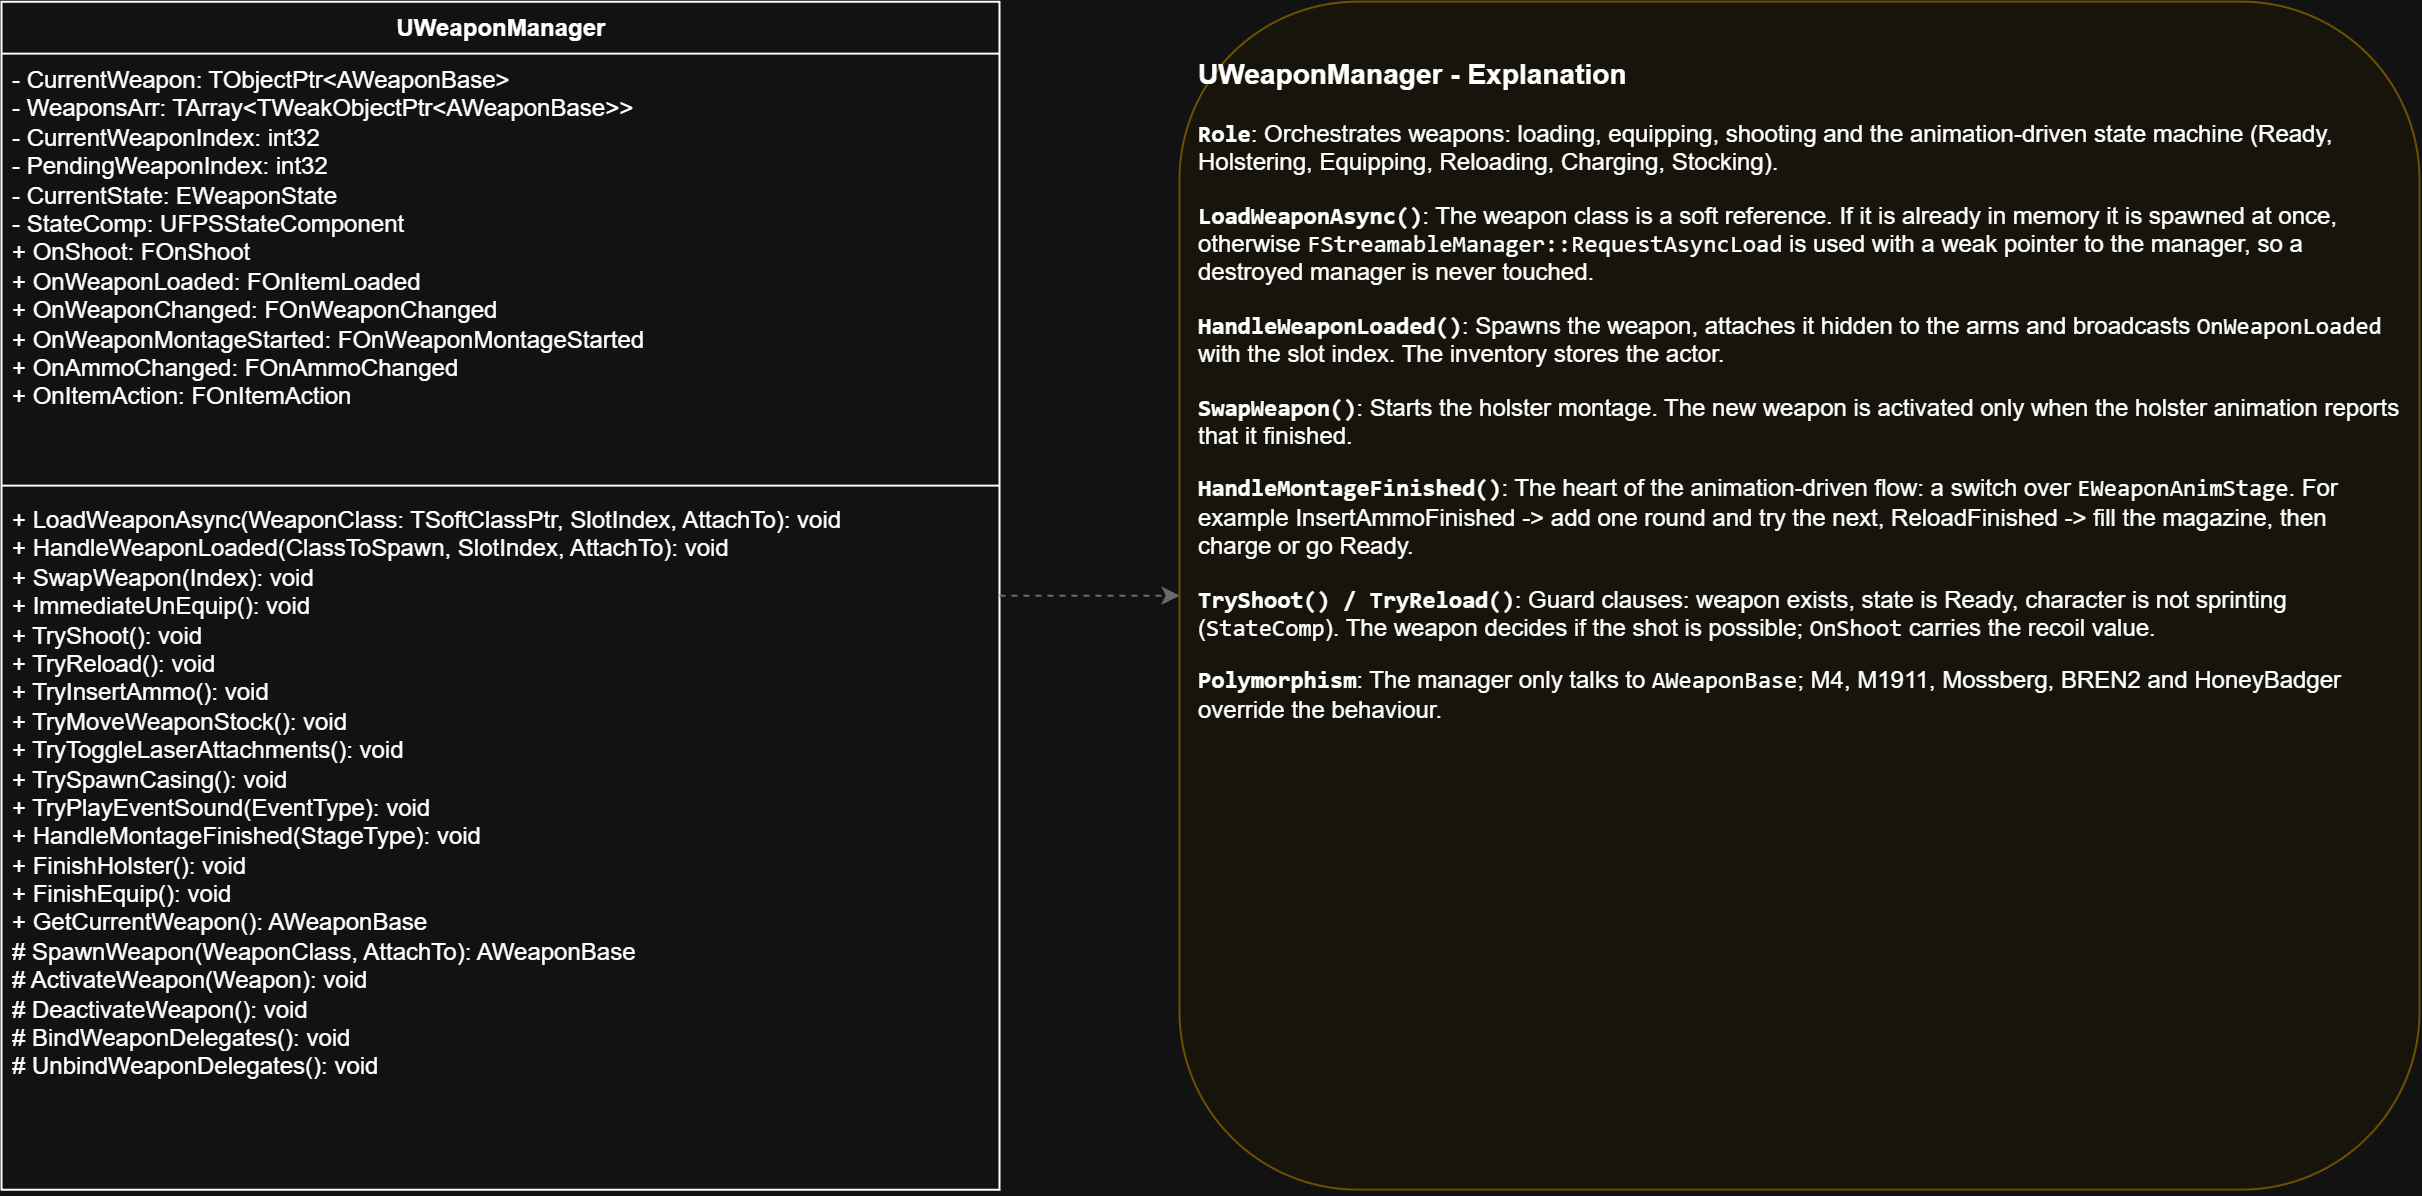 UWeaponManager
- CurrentWeapon: TObjectPtr<AWeaponBase>
- WeaponsArr: TArray<TWeakObjectPtr<AWeaponBase>>
- CurrentWeaponIndex: int32
- PendingWeaponIndex: int32
- CurrentState: EWeaponState
- StateComp: UFPSStateComponent
+ OnShoot: FOnShoot
+ OnWeaponLoaded: FOnItemLoaded
+ OnWeaponChanged: FOnWeaponChanged
+ OnWeaponMontageStarted: FOnWeaponMontageStarted
+ OnAmmoChanged: FOnAmmoChanged
+ OnItemAction: FOnItemAction
+ LoadWeaponAsync(WeaponClass: TSoftClassPtr, SlotIndex, AttachTo): void
+ HandleWeaponLoaded(ClassToSpawn, SlotIndex, AttachTo): void
+ SwapWeapon(Index): void
+ ImmediateUnEquip(): void
+ TryShoot(): void
+ TryReload(): void
+ TryInsertAmmo(): void
+ TryMoveWeaponStock(): void
+ TryToggleLaserAttachments(): void
+ TrySpawnCasing(): void
+ TryPlayEventSound(EventType): void
+ HandleMontageFinished(StageType): void
+ FinishHolster(): void
+ FinishEquip(): void
+ GetCurrentWeapon(): AWeaponBase
# SpawnWeapon(WeaponClass, AttachTo): AWeaponBase
# ActivateWeapon(Weapon): void
# DeactivateWeapon(): void
# BindWeaponDelegates(): void
# UnbindWeaponDelegates(): void
UWeaponManager - Explanation
Role: Orchestrates weapons: loading, equipping, shooting and the animation-driven state machine (Ready,
Holstering, Equipping, Reloading, Charging, Stocking).
LoadWeaponAsync(): The weapon class is a soft reference. If it is already in memory it is spawned at once,
otherwise FStreamableManager::RequestAsyncLoad is used with a weak pointer to the manager, so a
destroyed manager is never touched.
HandleWeaponLoaded(): Spawns the weapon, attaches it hidden to the arms and broadcasts OnWeaponLoaded
with the slot index. The inventory stores the actor.
SwapWeapon(): Starts the holster montage. The new weapon is activated only when the holster animation reports
that it finished.
HandleMontageFinished(): The heart of the animation-driven flow: a switch over EWeaponAnimStage. For
example InsertAmmoFinished -> add one round and try the next, ReloadFinished -> fill the magazine, then
charge or go Ready.
TryShoot() / TryReload(): Guard clauses: weapon exists, state is Ready, character is not sprinting
(StateComp). The weapon decides if the shot is possible; OnShoot carries the recoil value.
Polymorphism: The manager only talks to AWeaponBase; M4, M1911, Mossberg, BREN2 and HoneyBadger
override the behaviour.